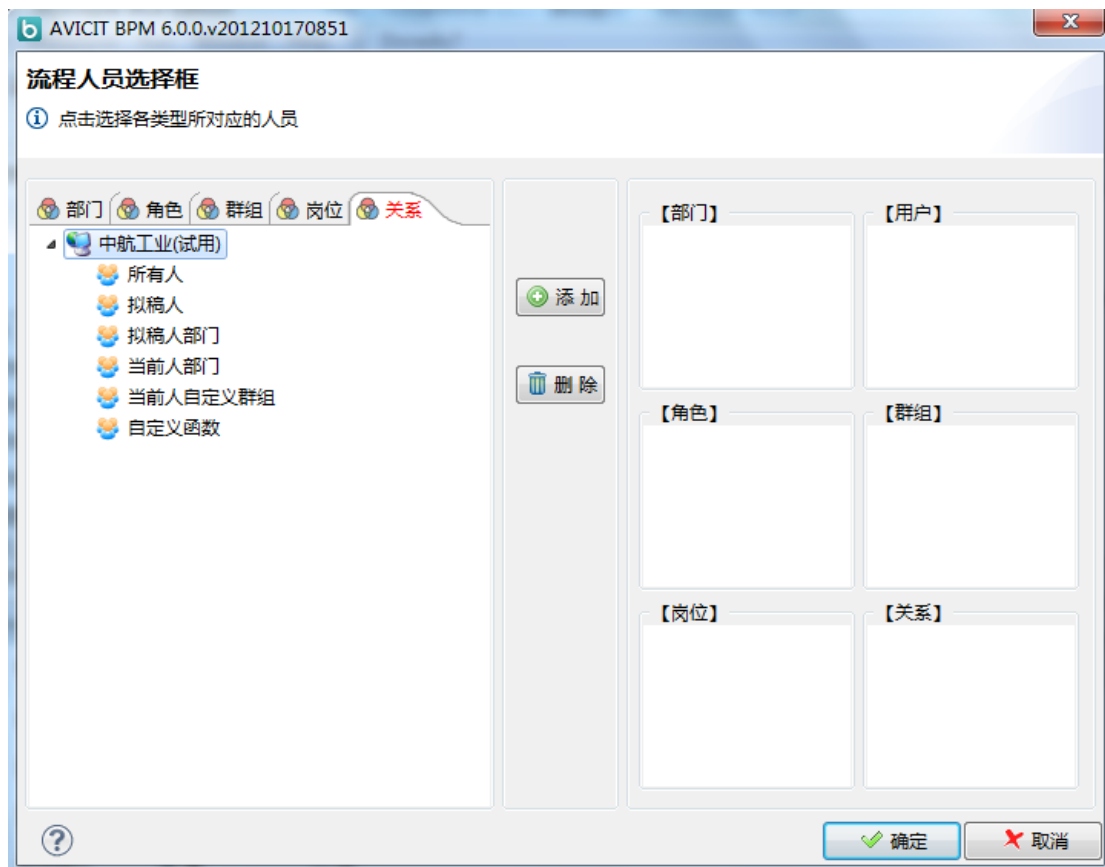 AVICIT BPM 6.0.0.v201210170851
流程人员选择框
点击选择各类型所对应的人员
部门 角色 群组 岗位 关系
中航工业(试用)
所有人
拟稿人
拟稿人部门
当前人部门
当前人自定义群组
自定义函数
添 加
删 除
【部门】 【用户】
【角色】 【群组】
【岗位】 【关系】
确定 取消